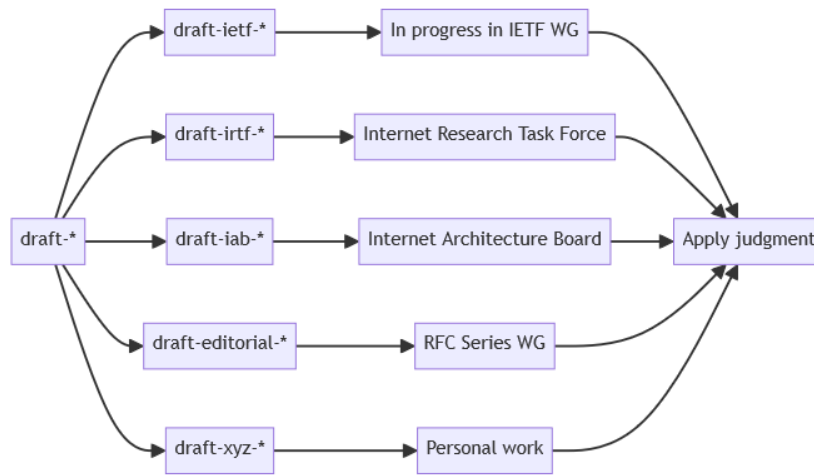 draft-ietf-*
In progress in IETF WG
draft-irtf-*
Internet Research Task Force
draft-*
draft-iab-*
Internet Architecture Board
Apply judgment
draft-editorial-*
RFC Series WG
draft-xyz-*
Personal work